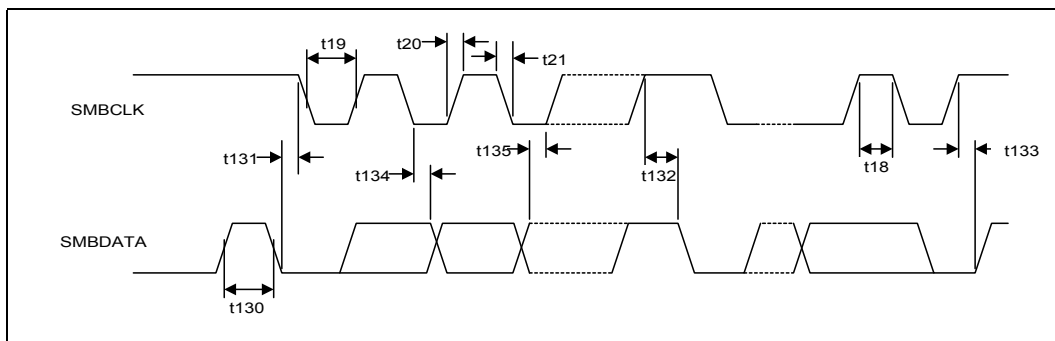 t19
t20
t21
SMBCLK
t131
t135
t133
t134
t132
t18
SMBDATA
t130